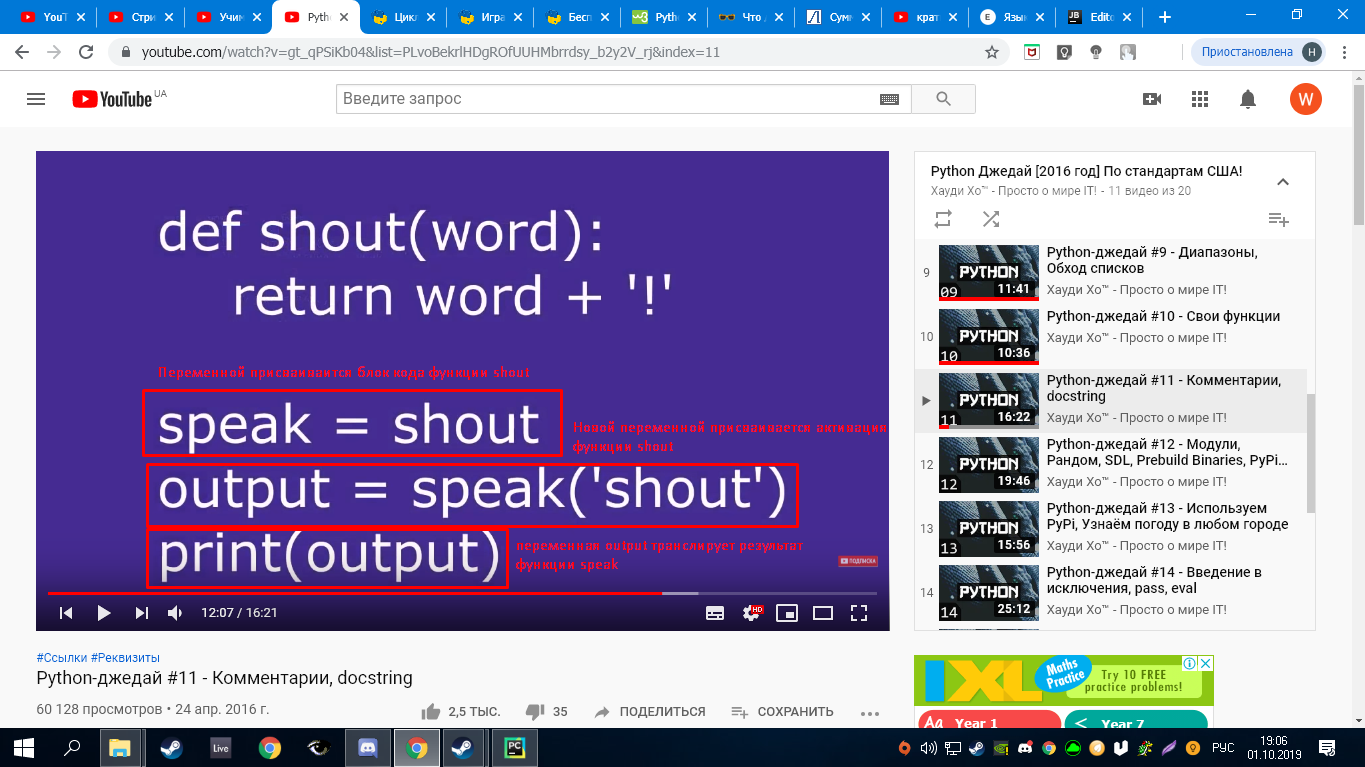 YouT
Стри
Учим
Pyth
Цикл
Игра
Бесп
Pyth
Что
Сумм
крат
Язык
Edito
youtube.com/watch?v=gt_qPSiKb04&list=PLvoBekrlHDgROfUUHMbrrdsy_b2y2V_rj&index=11
Приостановлена
Н
YouTube UA
Введите запрос
W
def shout(word):
return word + '!'
Переменной присваивается блок кода функции shout
speak = shout
Новой переменной присваивается активация
функции shout
output = speak('shout')
print(output)
переменная output транслирует результат
функции speak
ПОДПИСКА
12:07 / 16:21
HD
#Ссылки #Реквизиты
Python-джедай #11 - Комментарии, docstring
60 128 просмотров • 24 апр. 2016 г.
2,5 ТЫС.
35
ПОДЕЛИТЬСЯ
СОХРАНИТЬ
Python Джедай [2016 год] По стандартам США!
Хауди Хо™ - Просто о мире IT! - 11 видео из 20
9
PYTHON
09
11:41
Python-джедай #9 - Диапазоны,
Обход списков
Хауди Хо™ - Просто о мире IT!
10
PYTHON
10
10:36
Python-джедай #10 - Свои функции
Хауди Хо™ - Просто о мире IT!
PYTHON
11
16:22
Python-джедай #11 - Комментарии,
docstring
Хауди Хо™ - Просто о мире IT!
12
PYTHON
12
19:46
Python-джедай #12 - Модули,
Рандом, SDL, Prebuild Binaries, PyPi...
Хауди Хо™ - Просто о мире IT!
13
PYTHON
13
15:56
Python-джедай #13 - Используем
PyPi, Узнаём погоду в любом городе
Хауди Хо™ - Просто о мире IT!
14
PYTHON
14
25:12
Python-джедай #14 - Введение в
исключения, pass, eval
Хауди Хо™ - Просто о мире IT!
IXL
Maths
Practice
Try 10 FREE
practice problems!
Aa Year 1
< Year 7
Live
PC
РУС
19:06
01.10.2019